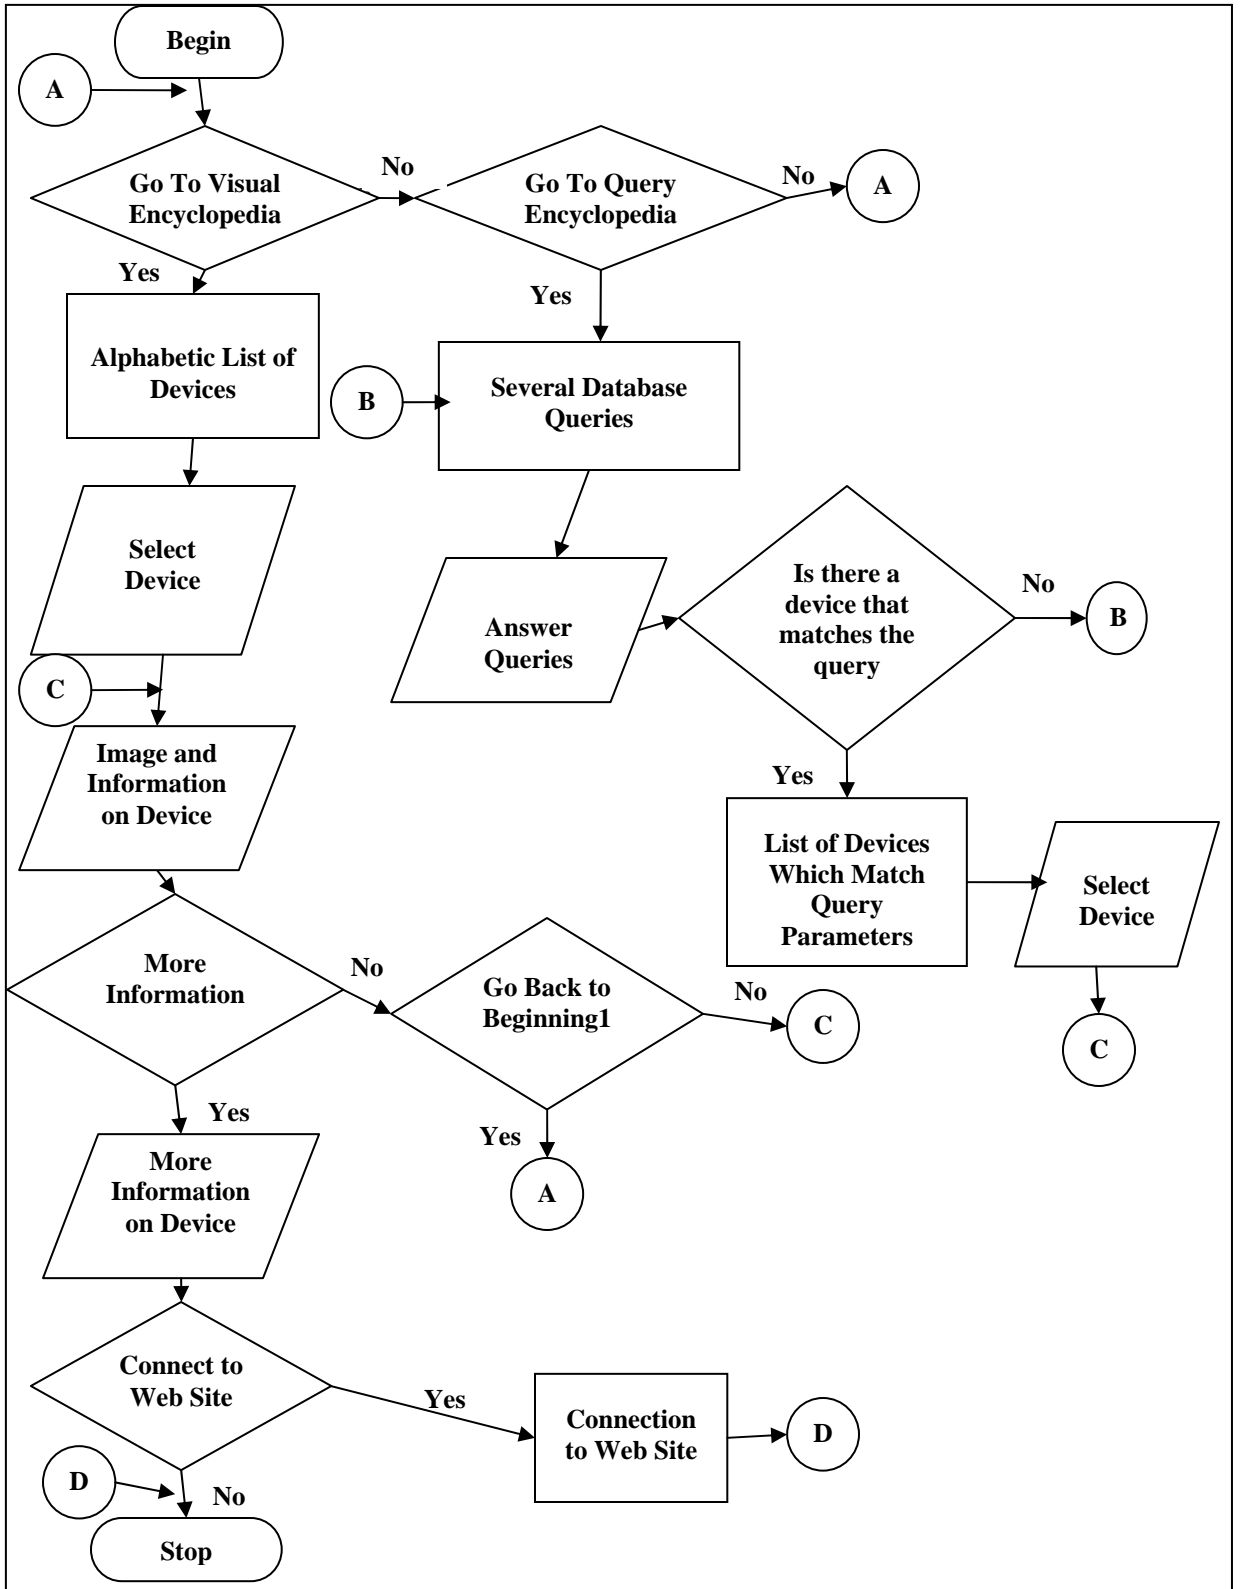 Begin
A
Go To Visual
Encyclopedia
No
Go To Query
Encyclopedia
No
A
Yes
Yes
Alphabetic List of
Devices
B
Several Database
Queries
Select
Device
Answer
Queries
Is there a
device that
matches the
query
No
B
C
Image and
Information
on Device
Yes
List of Devices
Which Match
Query
Parameters
Select
Device
C
More
Information
No
Go Back to
Beginning1
No
C
Yes
Yes
A
More
Information
on Device
Connect to
Web Site
Yes
Connection
to Web Site
D
D
No
Stop